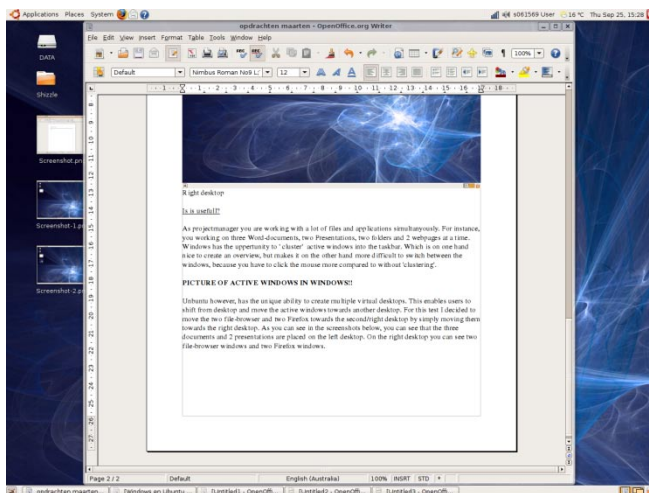 Applications Places System
s081589 User 16 °C Thu Sep 25, 15:28
opdrachten maarten - OpenOffice.org Writer
File Edit View Insert Format Table Tools Window Help
100%
Default Nimbus Roman No9 L 12
DATA
Shizzle
Screenshot.pn
Screenshot-1.p
Screenshot-2.p
Right desktop
Is is usefull?
As projectmanager you are working with a lot of files and applications simultanyously. For instance,
you working on three Word-documents, two Presentations, two folders and 2 webpages at a time.
Windows has the uppertunity to 'cluster' active windows into the taskbar. Which is on one hand
nice to create an overview, but makes it on the other hand more difficult to switch between the
windows, because you have to click the mouse more compared to without 'clustering'.
PICTURE OF ACTIVE WINDOWS IN WINDOWS!!
Unbuntu however, has the unique ability to create multiple virtual desktops. This enables users to
shift from desktop and move the active windows towards another desktop. For this test I decided to
move the two file-browser and two Firefox towards the second/right desktop by simply moving them
towards the right desktop. As you can see in the screenshots below, you can see that the three
documents and 2 presentations are placed on the left desktop. On the right desktop you can see two
file-browser windows and two Firefox windows.
Page 2 / 2 Default English (Australia) 100% INSRT STD *
opdrachten maarten... [Windows en Ubuntu ... [Untitled1 - OpenOffi... [Untitled2 - OpenOffi... [Untitled3 - OpenOffi...